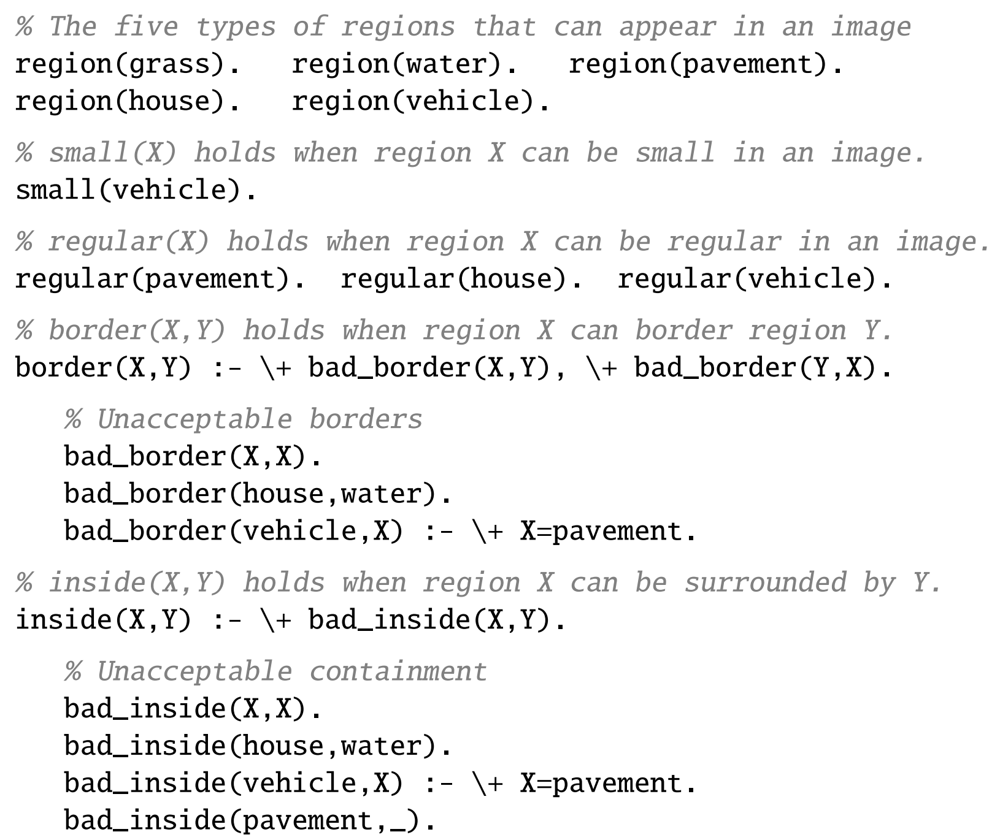 % The five types of regions that can appear in an image
region(grass).   region(water).   region(pavement).
region(house).   region(vehicle).
% small(X) holds when region X can be small in an image.
small(vehicle).
% regular(X) holds when region X can be regular in an image.
regular(pavement).  regular(house).  regular(vehicle).
% border(X,Y) holds when region X can border region Y.
border(X,Y) :- \+ bad_border(X,Y), \+ bad_border(Y,X).
   % Unacceptable borders
   bad_border(X,X).
   bad_border(house,water).
   bad_border(vehicle,X) :- \+ X=pavement.
% inside(X,Y) holds when region X can be surrounded by Y.
inside(X,Y) :- \+ bad_inside(X,Y).
   % Unacceptable containment
   bad_inside(X,X).
   bad_inside(house,water).
   bad_inside(vehicle,X) :- \+ X=pavement.
   bad_inside(pavement,_).